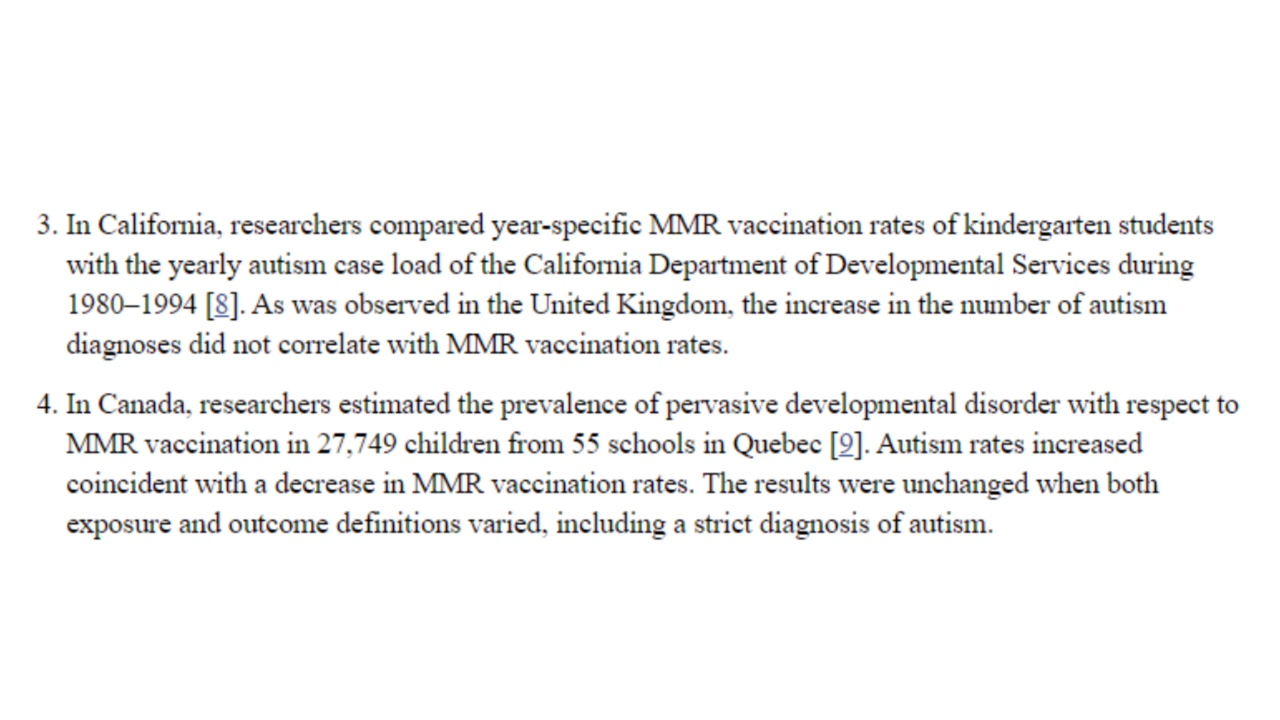 3. In California, researchers compared year-specific MMR vaccination rates of kindergarten students
with the yearly autism case load of the California Department of Developmental Services during
1980–1994 [8]. As was observed in the United Kingdom, the increase in the number of autism
diagnoses did not correlate with MMR vaccination rates.
4. In Canada, researchers estimated the prevalence of pervasive developmental disorder with respect to
MMR vaccination in 27,749 children from 55 schools in Quebec [9]. Autism rates increased
coincident with a decrease in MMR vaccination rates. The results were unchanged when both
exposure and outcome definitions varied, including a strict diagnosis of autism.